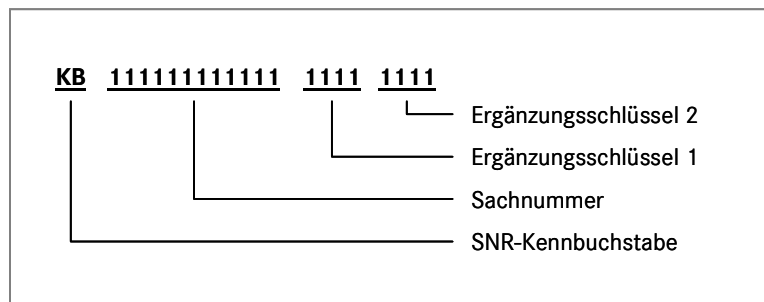 KB 111111111111 1111 1111
Ergänzungsschlüssel 2
Ergänzungsschlüssel 1
Sachnummer
SNR-Kennbuchstabe